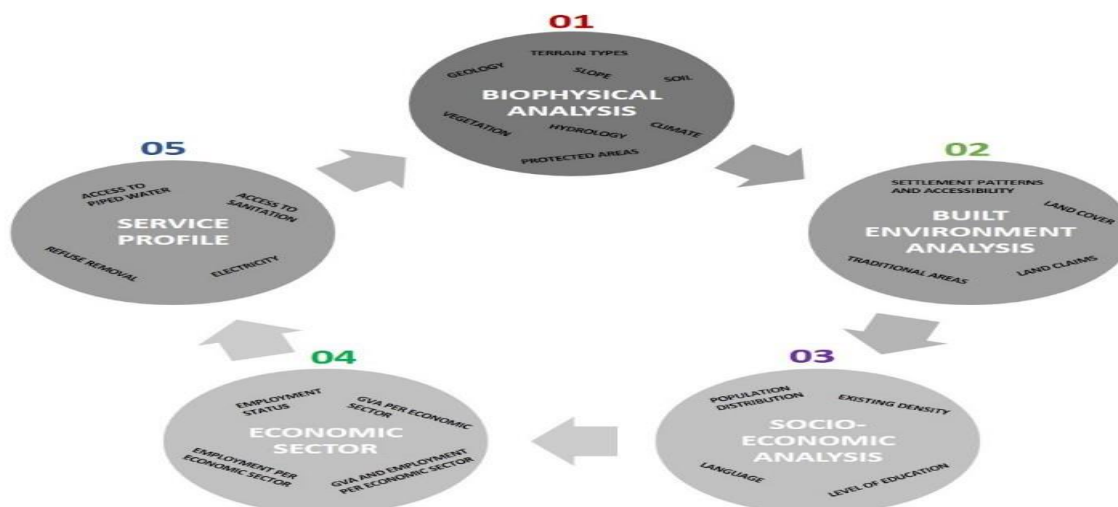 01
TERRAIN TYPES
GEOLOGY
SLOPE
SOIL
BIOPHYSICAL
ANALYSIS
VEGETATION
HYDROLOGY
CLIMATE
PROTECTED AREAS
02
SETTLEMENT PATTERNS
AND ACCESSIBILITY
LAND COVER
BUILT
ENVIRONMENT
ANALYSIS
TRADITIONAL AREAS
LAND CLAIMS
03
POPULATION
DISTRIBUTION
EXISTING DENSITY
SOCIO-
ECONOMIC
ANALYSIS
LANGUAGE
LEVEL OF EDUCATION
04
EMPLOYMENT
STATUS
GVA PER ECONOMIC
SECTOR
ECONOMIC
SECTOR
EMPLOYMENT PER
ECONOMIC SECTOR
GVA AND EMPLOYMENT
PER ECONOMIC SECTOR
05
ACCESS TO
PIPED WATER
ACCESS TO
SANITATION
SERVICE
PROFILE
REFUSE REMOVAL
ELECTRICITY